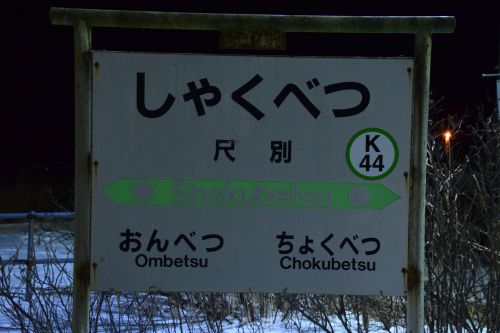 しゃくべつ
尺別
K
44
Shakubetsu
おんべつ ちょくべつ
Ombetsu Chokubetsu